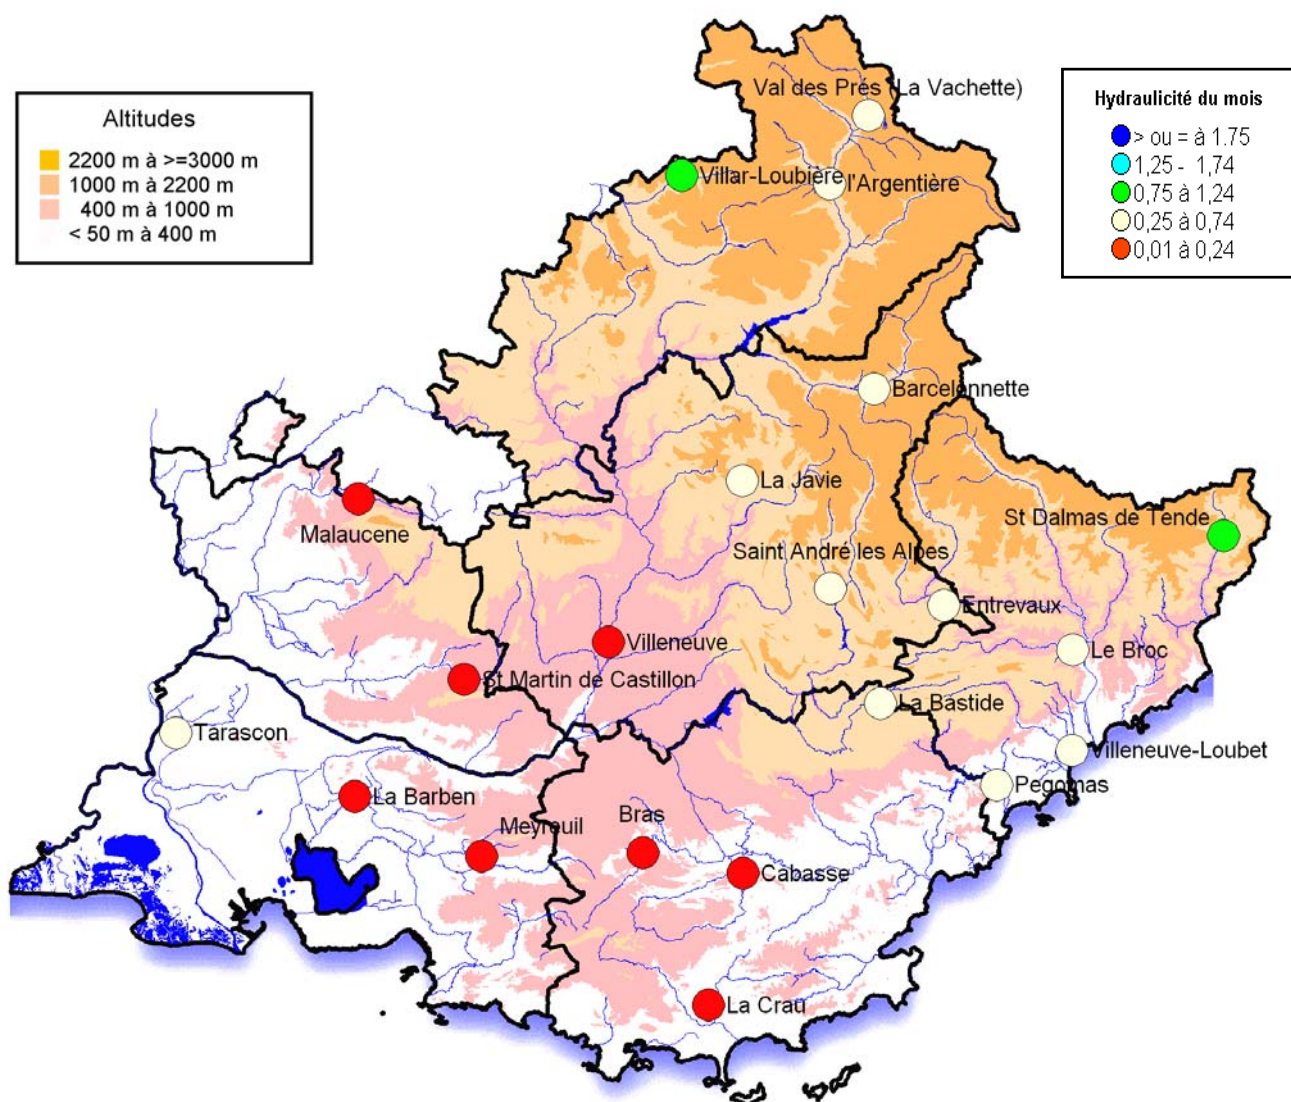 Altitudes
2200 m à >=3000 m
1000 m à 2200 m
400 m à 1000 m
< 50 m à 400 m
Hydraulicité du mois
> ou = à 1.75
1,25 - 1,74
0,75 à 1,24
0,25 à 0,74
0,01 à 0,24
Val des Prés (La Vachette)
Villar-Loubière
l'Argentière
Barcelonnette
La Javie
St Dalmas de Tende
Malaucene
Saint André les Alpes
Entrevaux
Villeneuve
Le Broc
St Martin de Castillon
La Bastide
Tarascon
Villeneuve-Loubet
Pegomas
La Barben
Meyreuil
Bras
Cabasse
La Crau